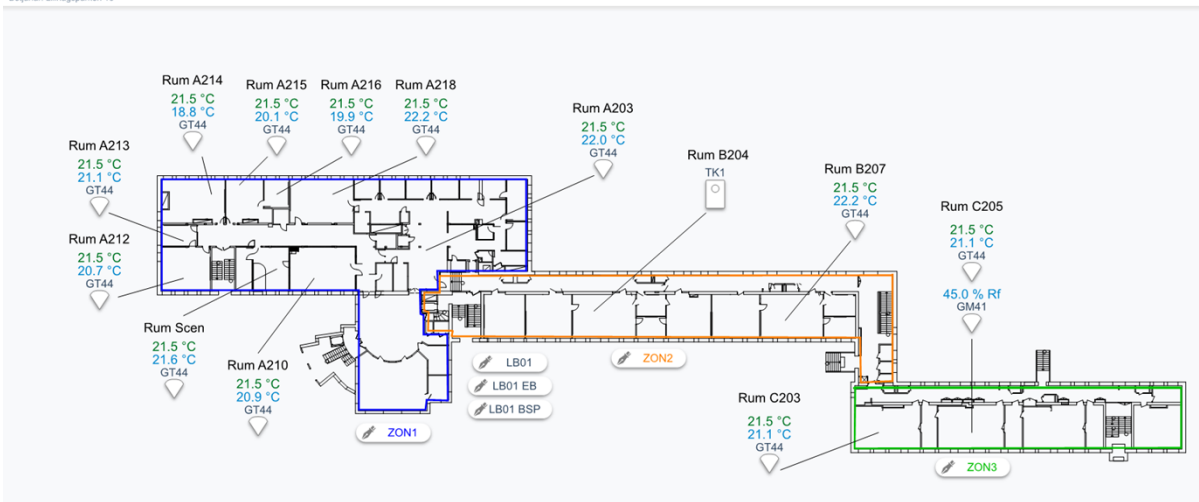 Rum A214
21.5 °C
18.8 °C
GT44
Rum A215
21.5 °C
20.1 °C
GT44
Rum A216
21.5 °C
19.9 °C
GT44
Rum A218
21.5 °C
22.2 °C
GT44
Rum A203
21.5 °C
22.0 °C
GT44
Rum A213
21.5 °C
21.1 °C
GT44
Rum B204
TK1
Rum B207
21.5 °C
22.2 °C
GT44
Rum C205
21.5 °C
21.1 °C
GT44
45.0 % Rf
GM41
Rum A212
21.5 °C
20.7 °C
GT44
Rum Scen
21.5 °C
21.6 °C
GT44
Rum A210
21.5 °C
20.9 °C
GT44
LB01
LB01 EB
LB01 BSP
ZON2
ZON1
Rum C203
21.5 °C
21.1 °C
GT44
ZON3